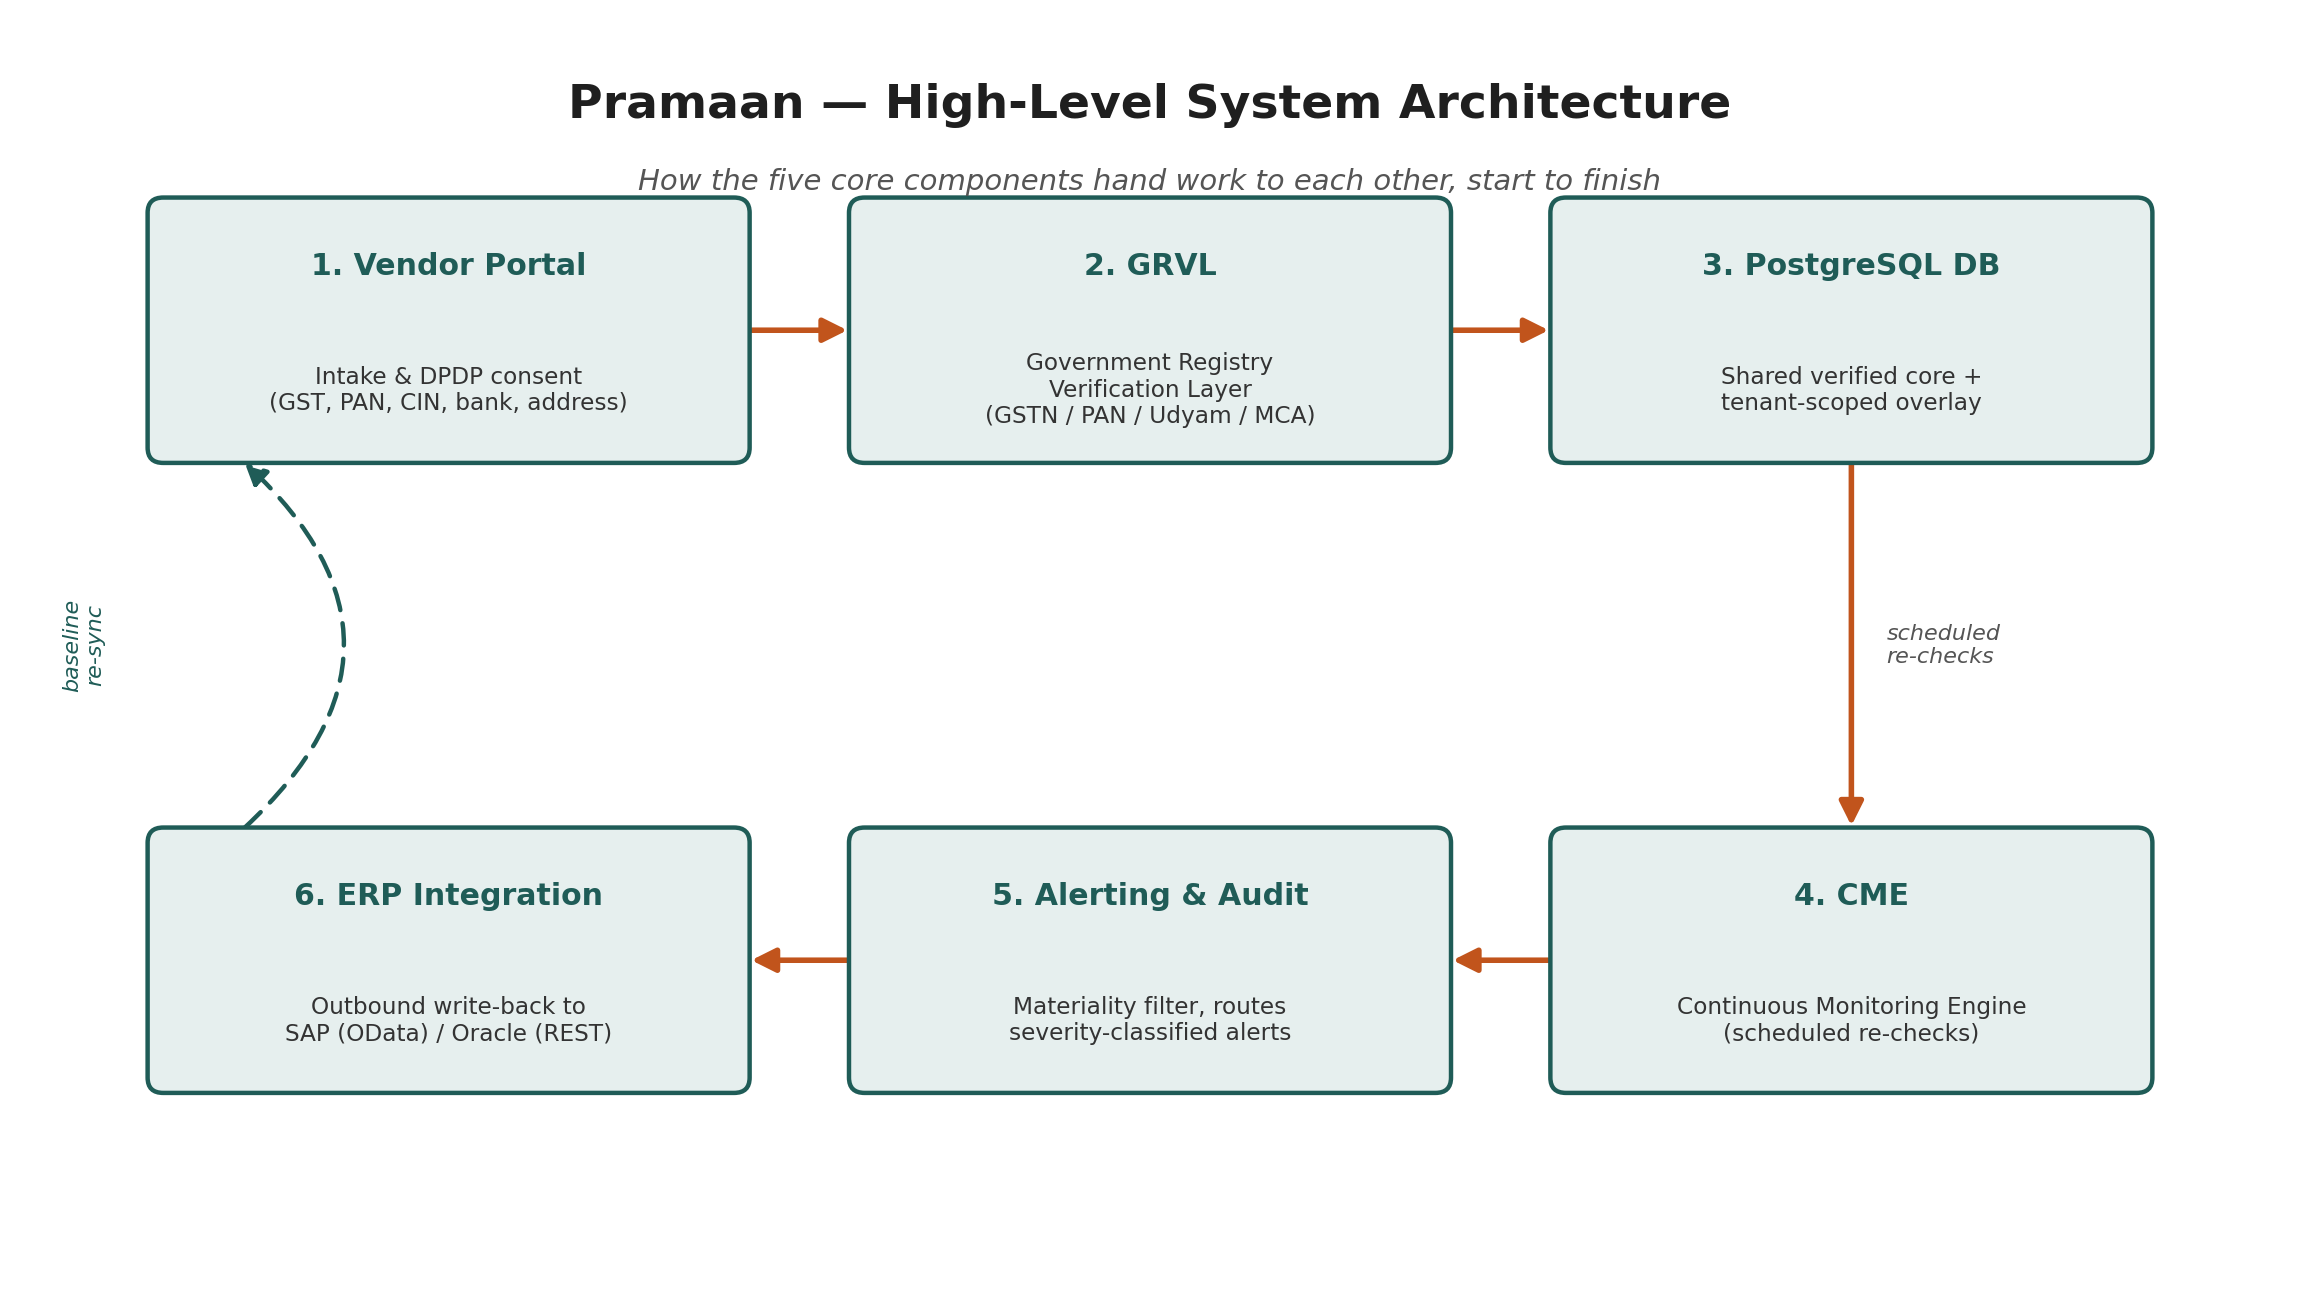 Pramaan — High-Level System Architecture
How the five core components hand work to each other, start to finish
1. Vendor Portal
Intake & DPDP consent
(GST, PAN, CIN, bank, address)
2. GRVL
Government Registry
Verification Layer
(GSTN / PAN / Udyam / MCA)
3. PostgreSQL DB
Shared verified core +
tenant-scoped overlay
baseline
re-sync
scheduled
re-checks
6. ERP Integration
Outbound write-back to
SAP (OData) / Oracle (REST)
5. Alerting & Audit
Materiality filter, routes
severity-classified alerts
4. CME
Continuous Monitoring Engine
(scheduled re-checks)